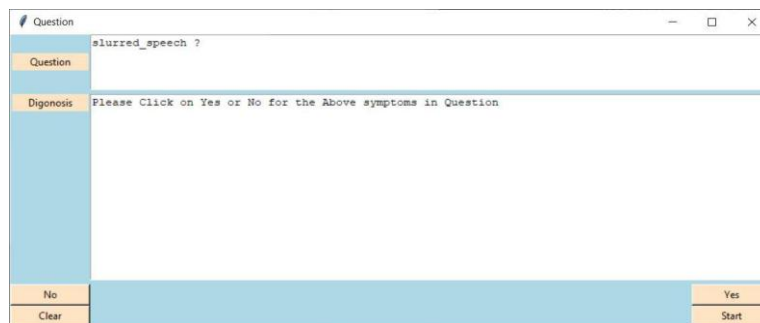 Question
slurred_speech ?
Question
Digonosis
Please Click on Yes or No for the Above symptoms in Question
No
Yes
Clear
Start